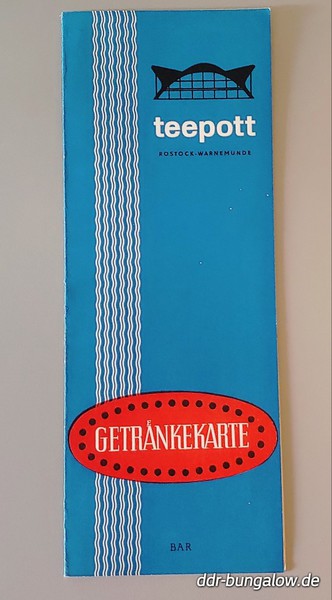 teepott
ROSTOCK-WARNEMÜNDE
GETRÄNKEKARTE
BAR
ddr-bungalow.de